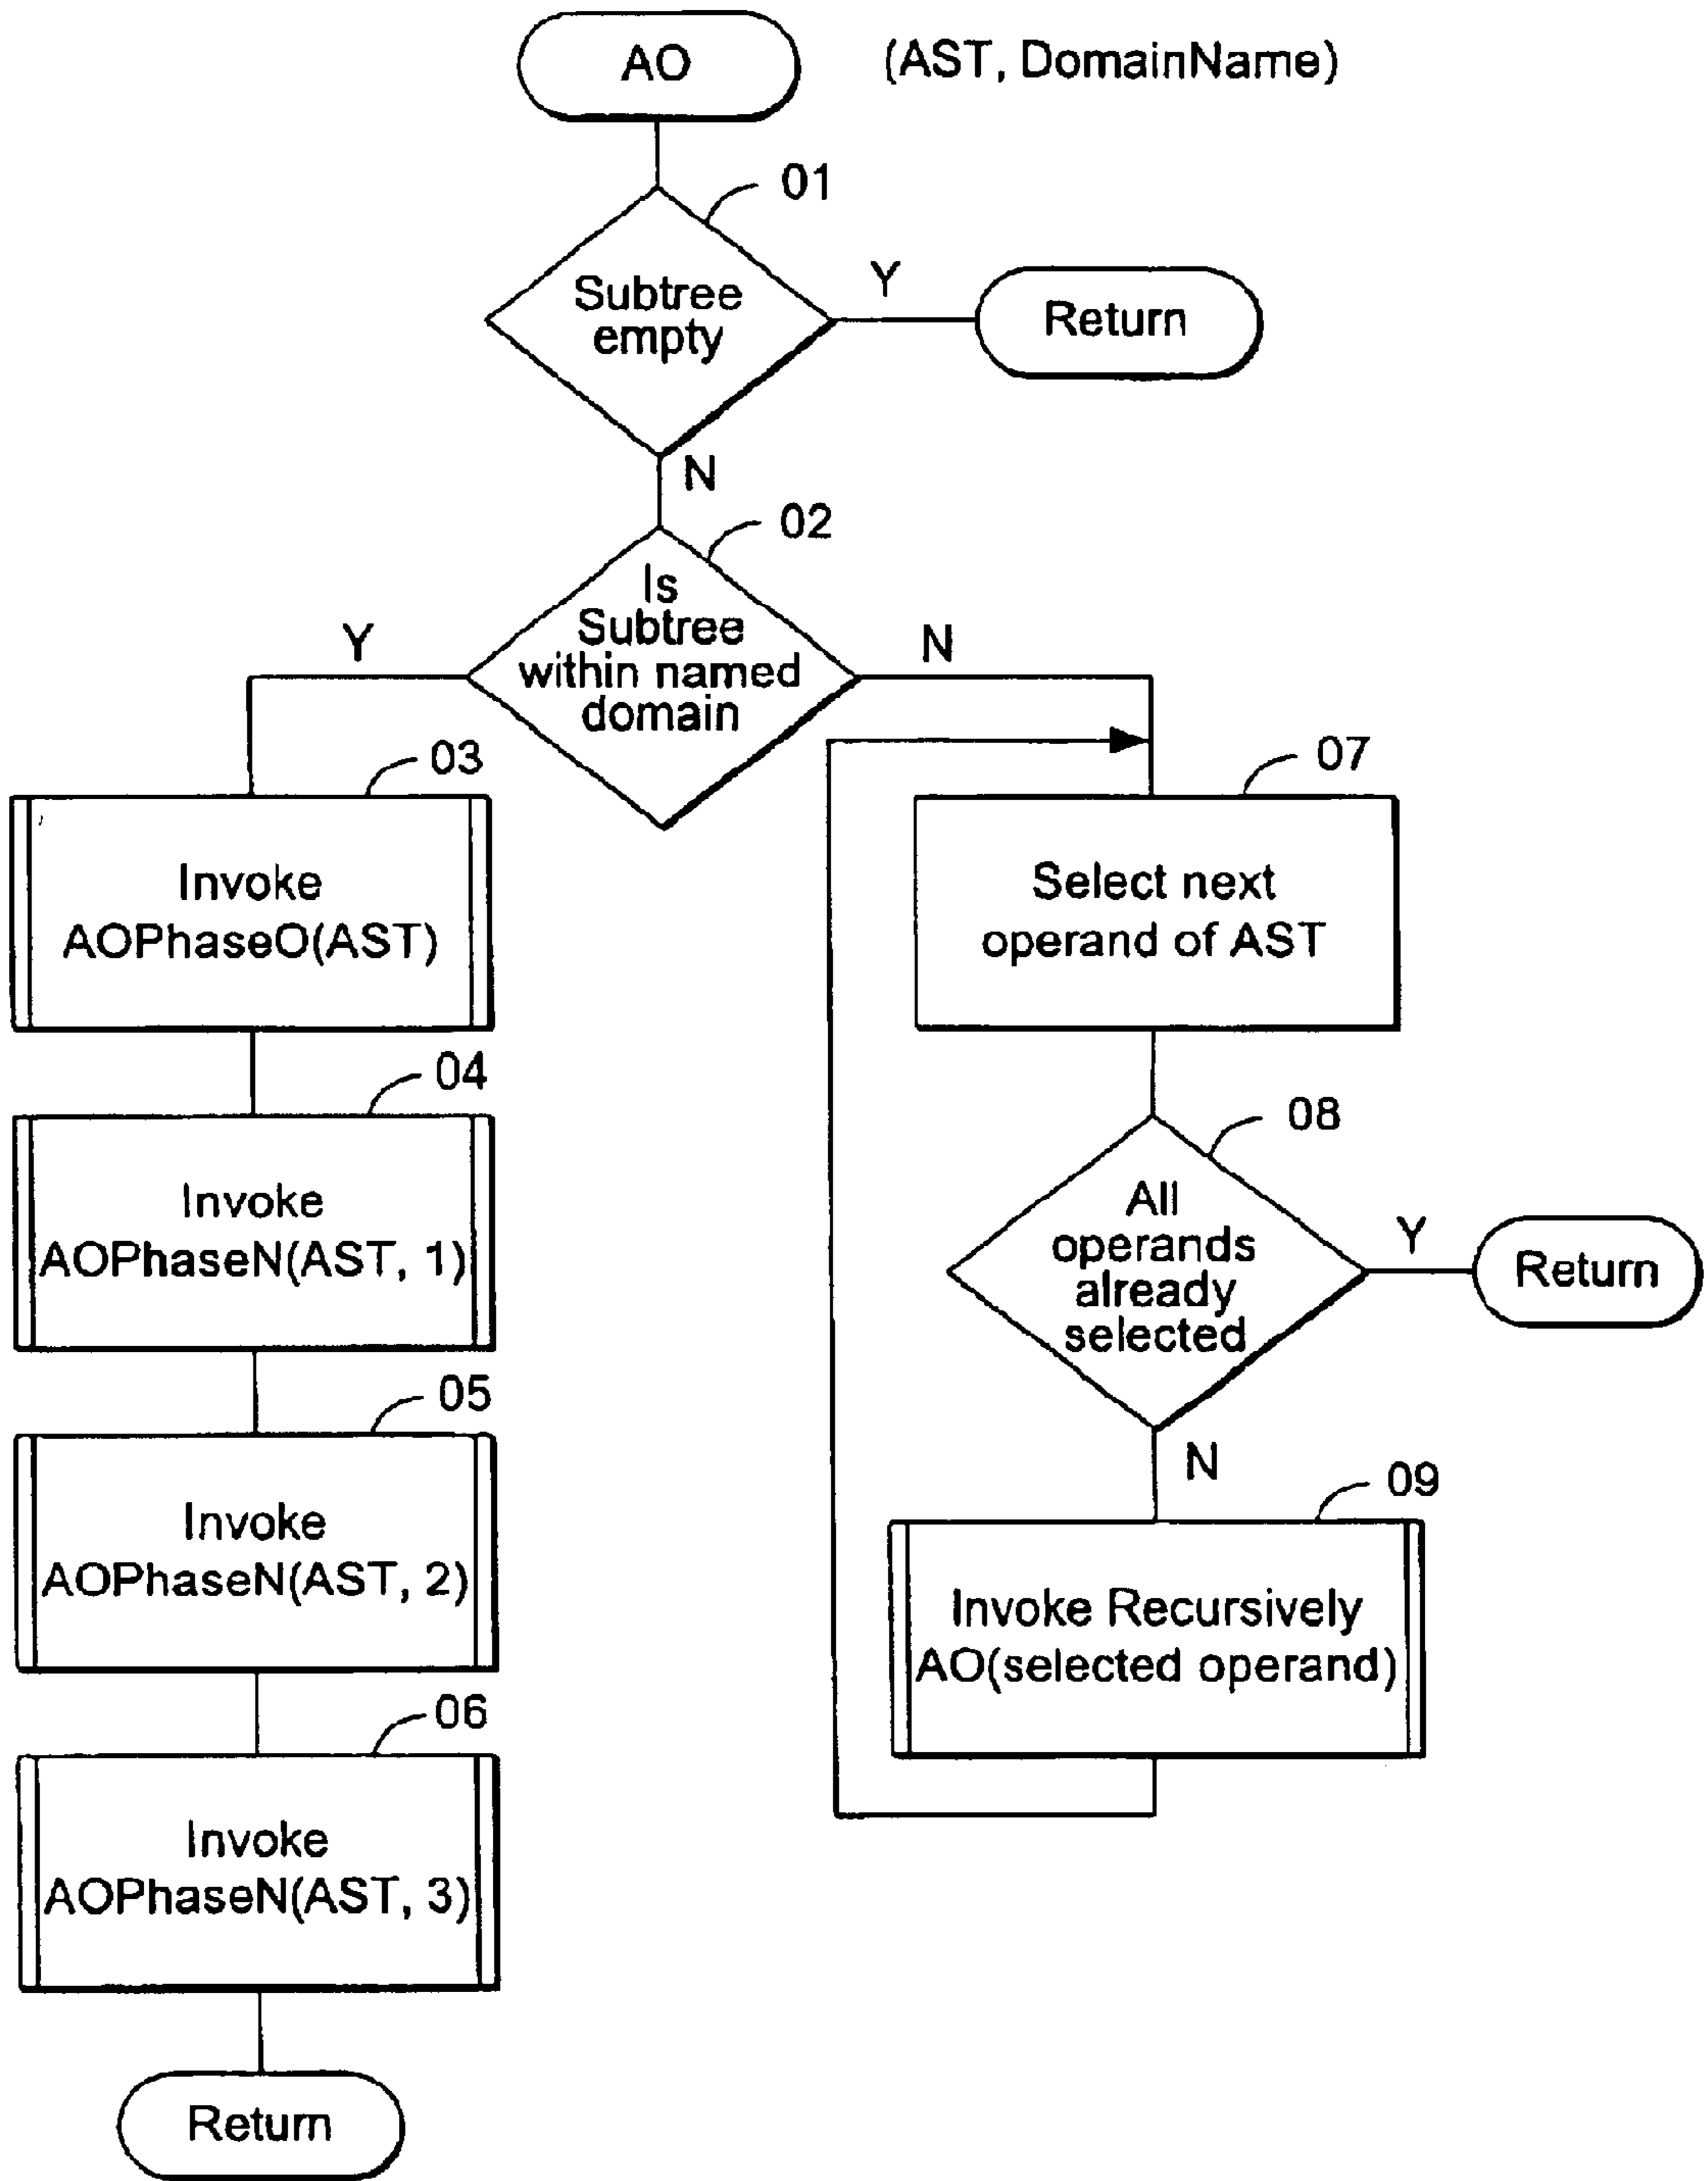 AO
(AST, DomainName)
01
Subtree
empty
Y
Return
N
02
Is
Subtree
within named
domain
Y
N
03
Invoke
AOPhaseO(AST)
04
Invoke
AOPhaseN(AST, 1)
05
Invoke
AOPhaseN(AST, 2)
06
Invoke
AOPhaseN(AST, 3)
Return
07
Select next
operand of AST
08
All
operands
already
selected
Y
Return
N
09
Invoke Recursively
AO(selected operand)